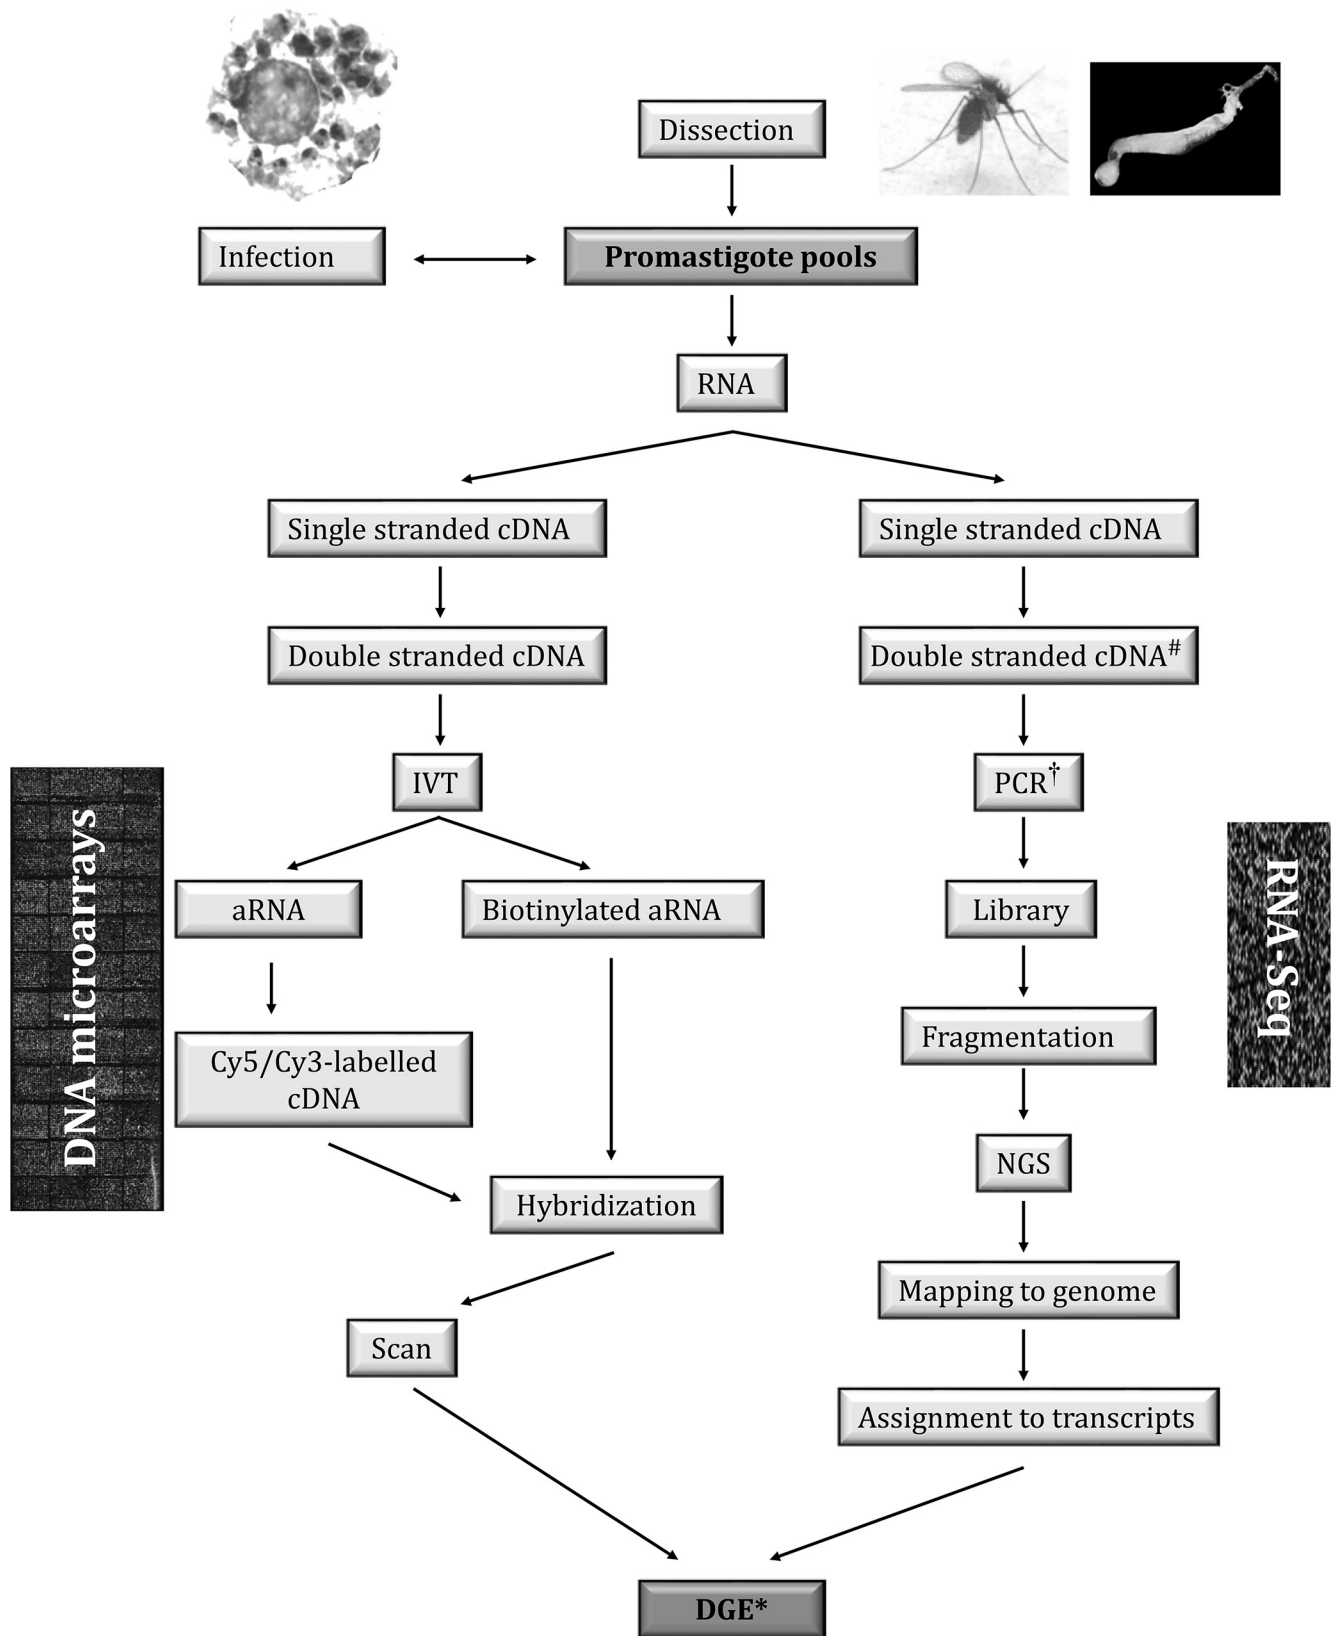 Dissection
Infection
Promastigote pools
RNA
Single stranded cDNA
Single stranded cDNA
Double stranded cDNA
Double stranded cDNA#
IVT
PCR†
DNA microarrays
RNA-Seq
aRNA
Biotinylated aRNA
Library
Fragmentation
Cy5/Cy3-labelled
cDNA
NGS
Hybridization
Mapping to genome
Scan
Assignment to transcripts
DGE*